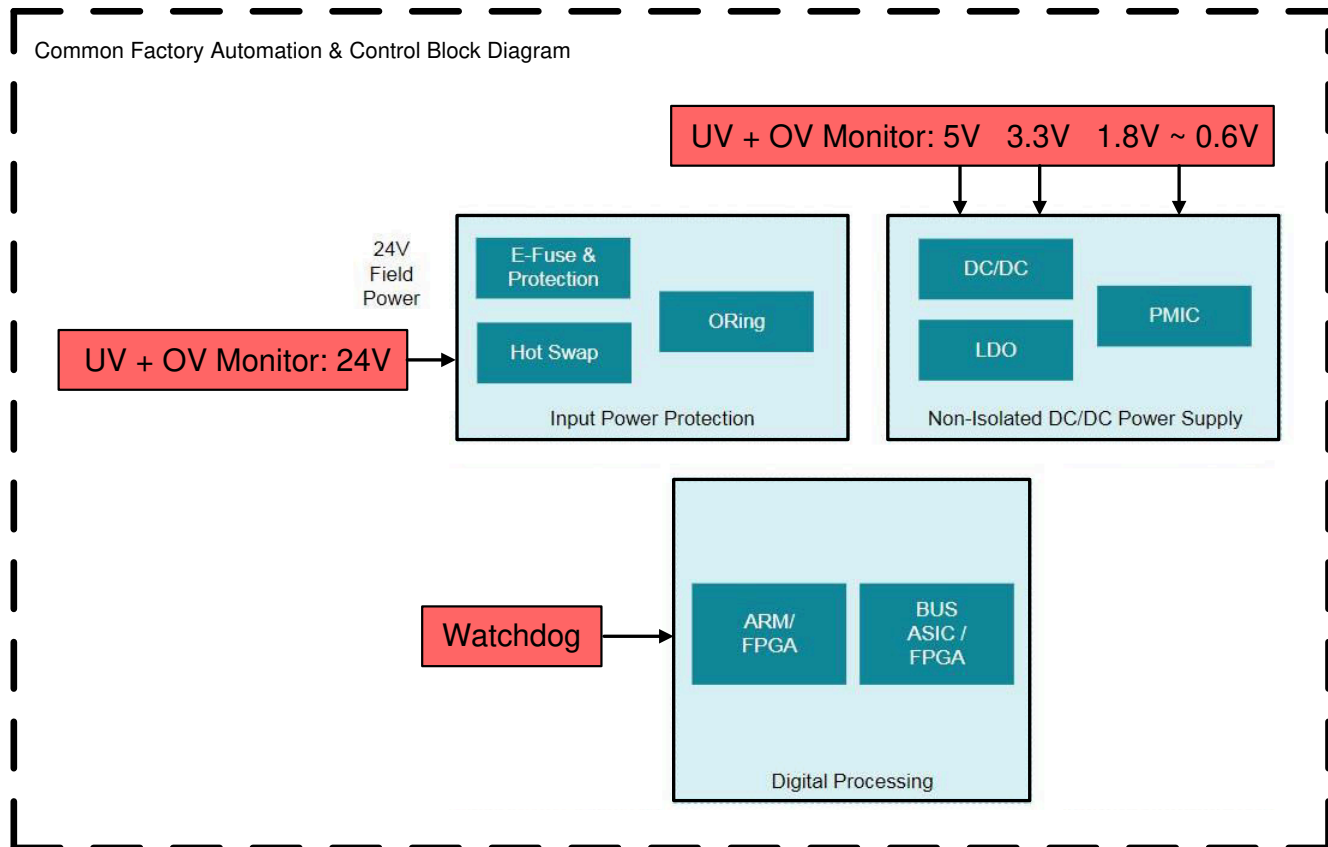 Common Factory Automation & Control Block Diagram
UV + OV Monitor: 5V 3.3V 1.8V ~ 0.6V
24V
Field
Power
UV + OV Monitor: 24V
E-Fuse &
Protection
Hot Swap
ORing
Input Power Protection
DC/DC
LDO
PMIC
Non-Isolated DC/DC Power Supply
Watchdog
ARM/
FPGA
BUS
ASIC /
FPGA
Digital Processing